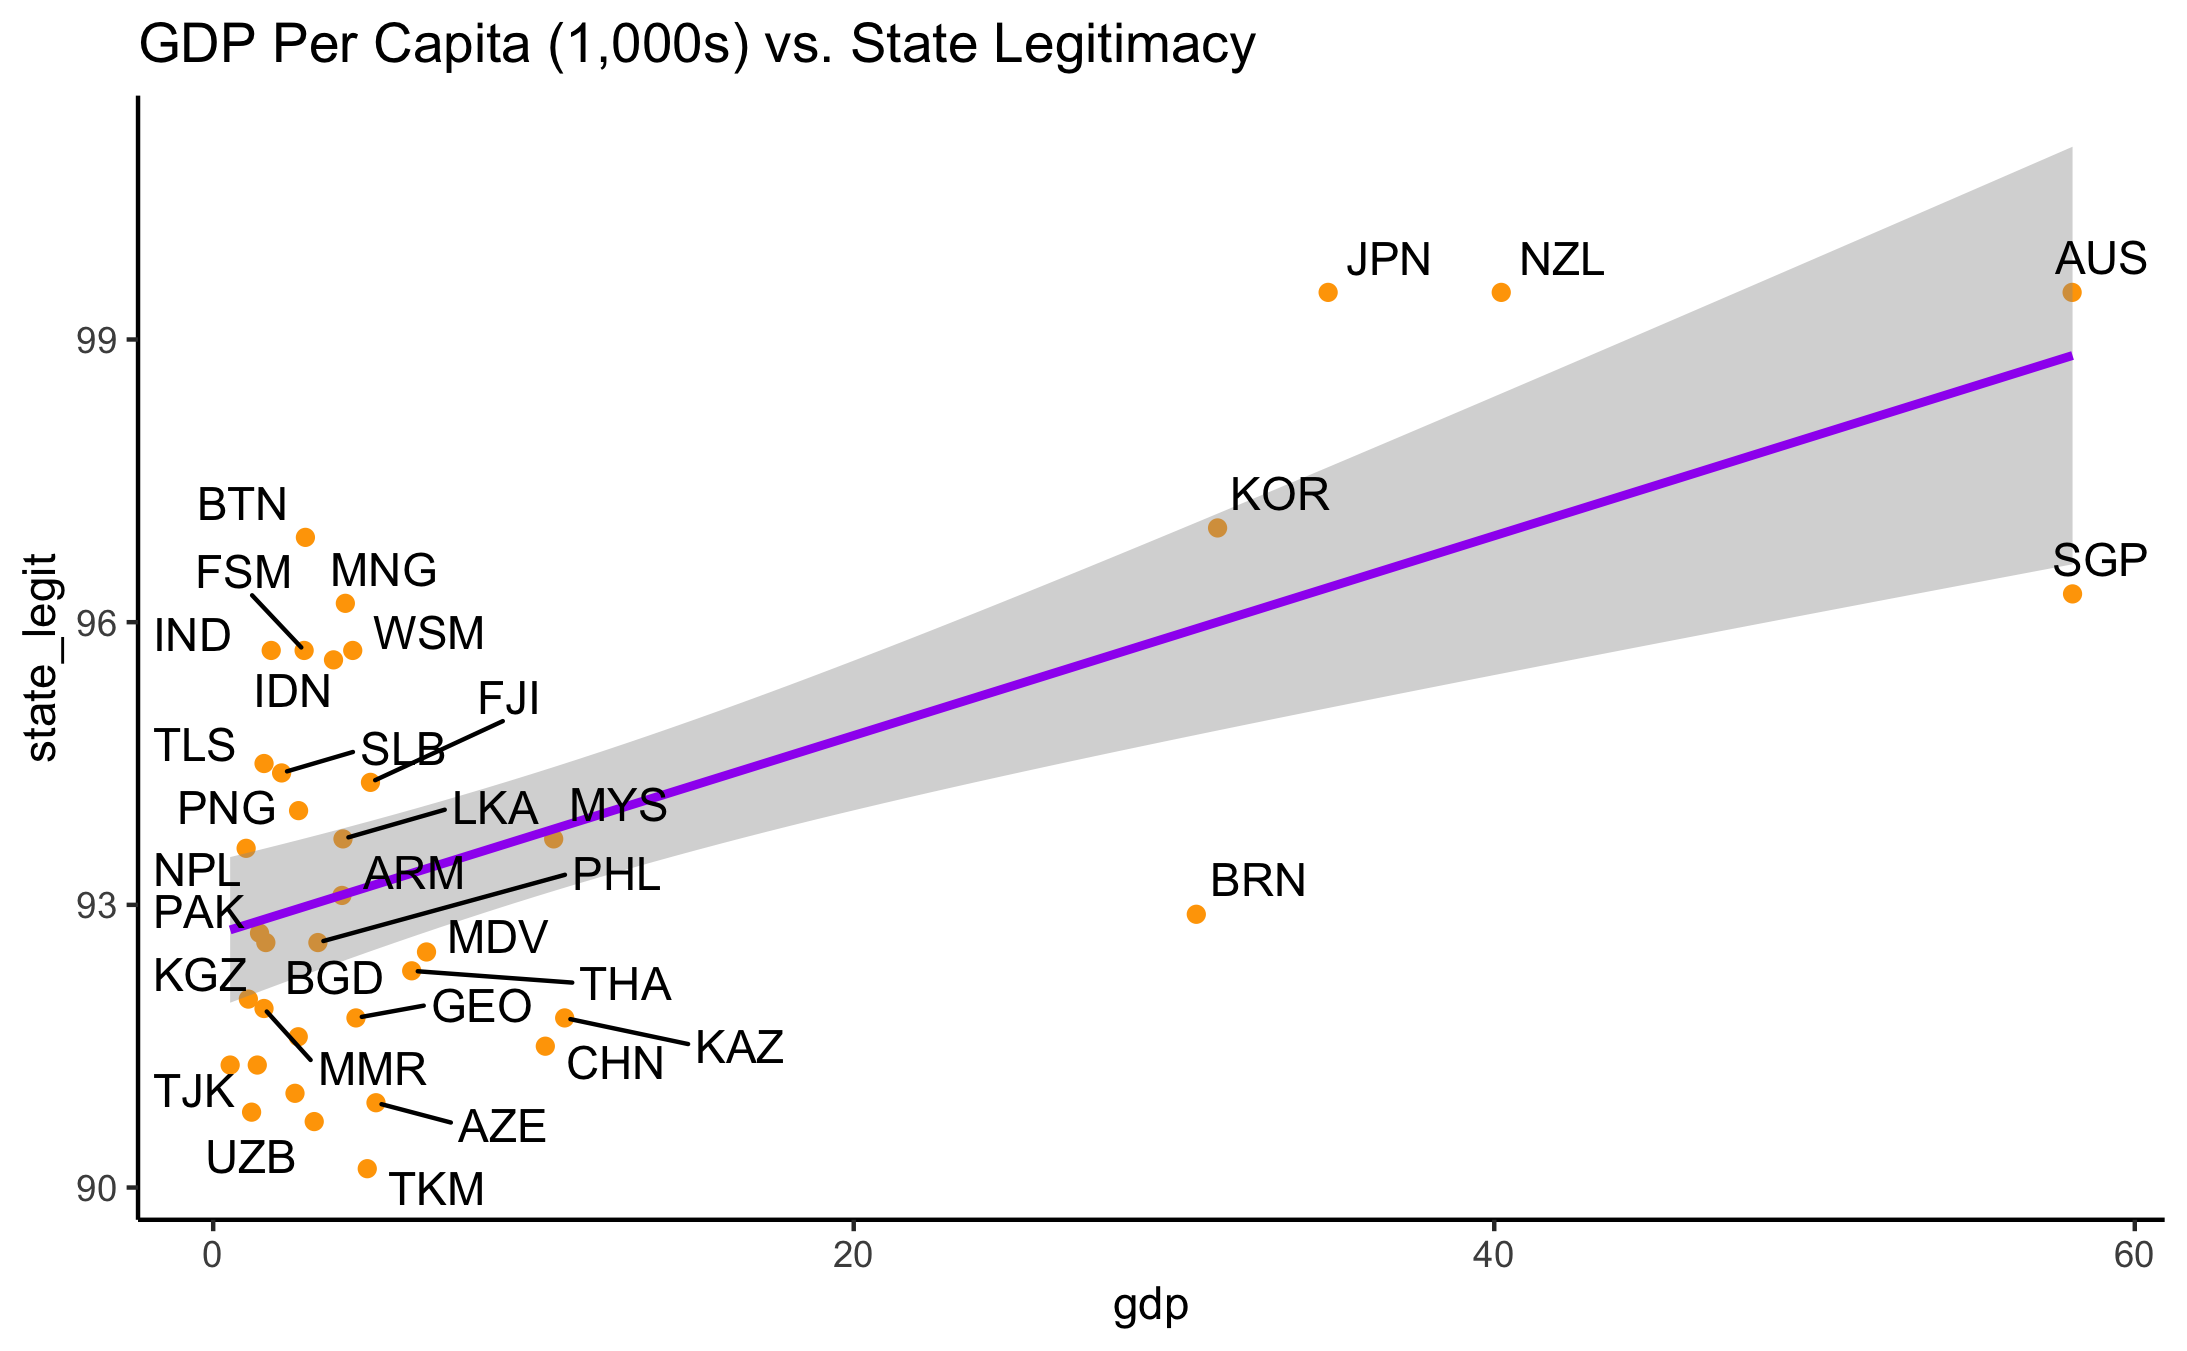 GDP Per Capita (1,000s) vs. State Legitimacy
JPN
NZL
AUS
99
KOR
BTN
SGP
FSM
MNG
96
IND
WSM
IDN
FJI
TLS
SLB
PNG
LKA
MYS
NPL
ARM
PHL
BRN
93
PAK
MDV
KGZ
BGD
THA
GEO
KAZ
CHN
MMR
TJK
AZE
UZB
TKM
90
0
20
40
60
gdp
state_legit